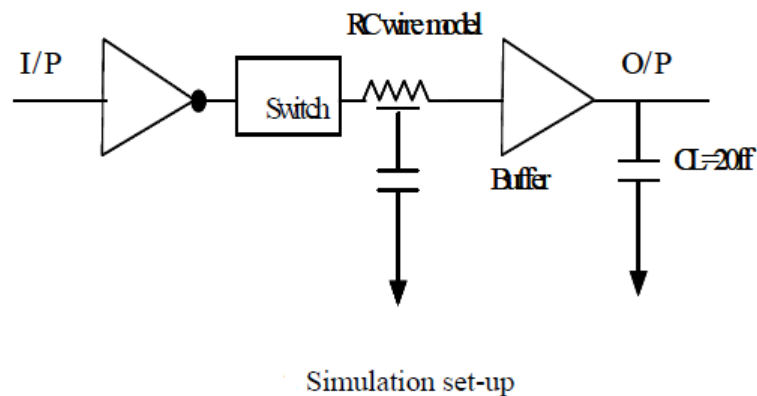 RC wire model
I/P
O/P
Switch
Buffer
CL=20ff
Simulation set-up